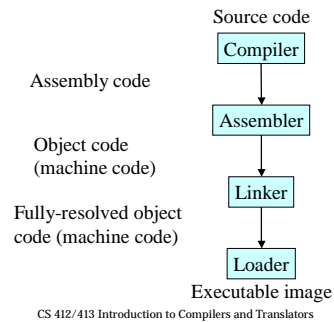 Source code
Compiler
Assembly code
Assembler
Object code
(machine code)
Linker
Fully-resolved object
code (machine code)
Loader
Executable image
CS 412/413 Introduction to Compilers and Translators